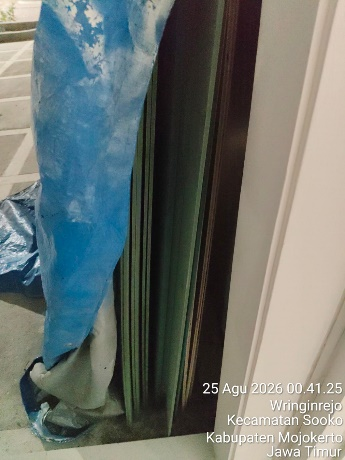 25 Agu 2026 00.41.25
Wringinrejo
Kecamatan Sooko
Kabupaten Mojokerto
Jawa Timur